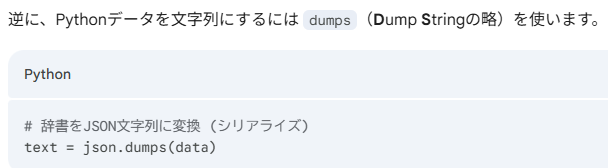 逆に、Pythonデータを文字列にするには dumps（Dump Stringの略）を使います。
Python
# 辞書をJSON文字列に変換 (シリアライズ)
text = json.dumps(data)